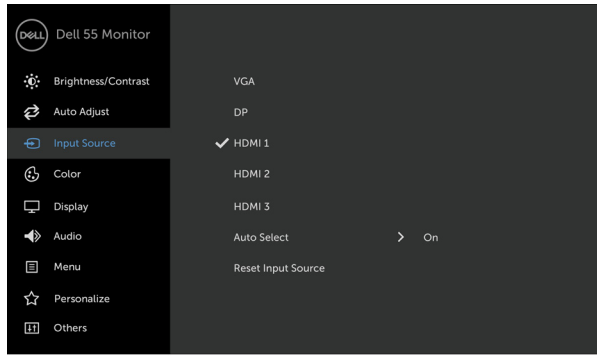 DELL Dell 55 Monitor
Brightness/Contrast VGA
Auto Adjust DP
Input Source HDMI 1
Color HDMI 2
Display HDMI 3
Audio Auto Select On
Menu Reset Input Source
Personalize
Others